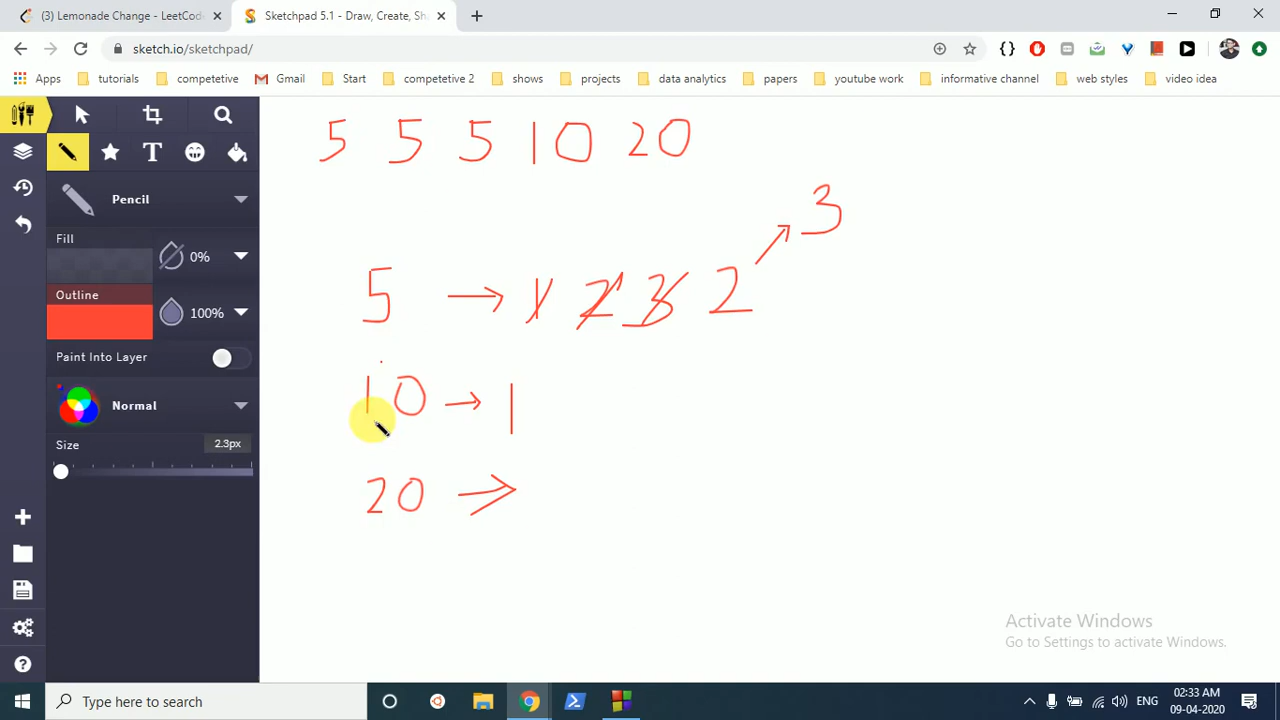 (3) Lemonade Change - LeetCod
Sketchpad 5.1 - Draw, Create, Sh
sketch.io/sketchpad/
Apps tutorials competetive Gmail Start competetive 2 shows projects data analytics papers youtube work informative channel web styles video idea
5 5 5 10 20
Pencil
3
Fill
0%
5 → 1 2 3 2
Outline
100%
Paint Into Layer
10 → 1
Normal
Size 2.3px
20 →
Activate Windows
Go to Settings to activate Windows.
Type here to search
ENG
02:33 AM
09-04-2020